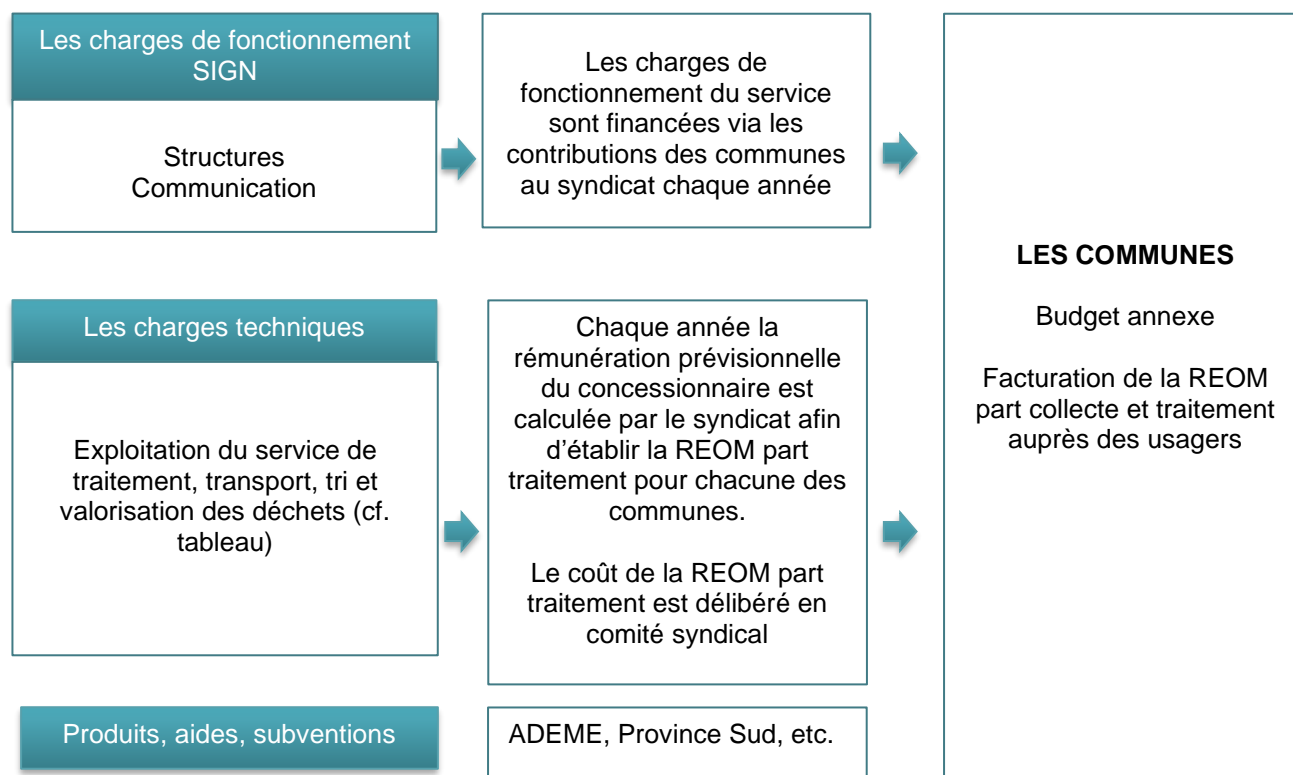 Les charges de fonctionnement
SIGN
Structures
Communication
Les charges de
fonctionnement du service
sont financées via les
contributions des communes
au syndicat chaque année
Les charges techniques
Exploitation du service de
traitement, transport, tri et
valorisation des déchets (cf.
tableau)
Chaque année la
rémunération prévisionnelle
du concessionnaire est
calculée par le syndicat afin
d’établir la REOM part
traitement pour chacune des
communes.
Le coût de la REOM part
traitement est délibéré en
comité syndical
Produits, aides, subventions
ADEME, Province Sud, etc.
LES COMMUNES
Budget annexe
Facturation de la REOM
part collecte et traitement
auprès des usagers